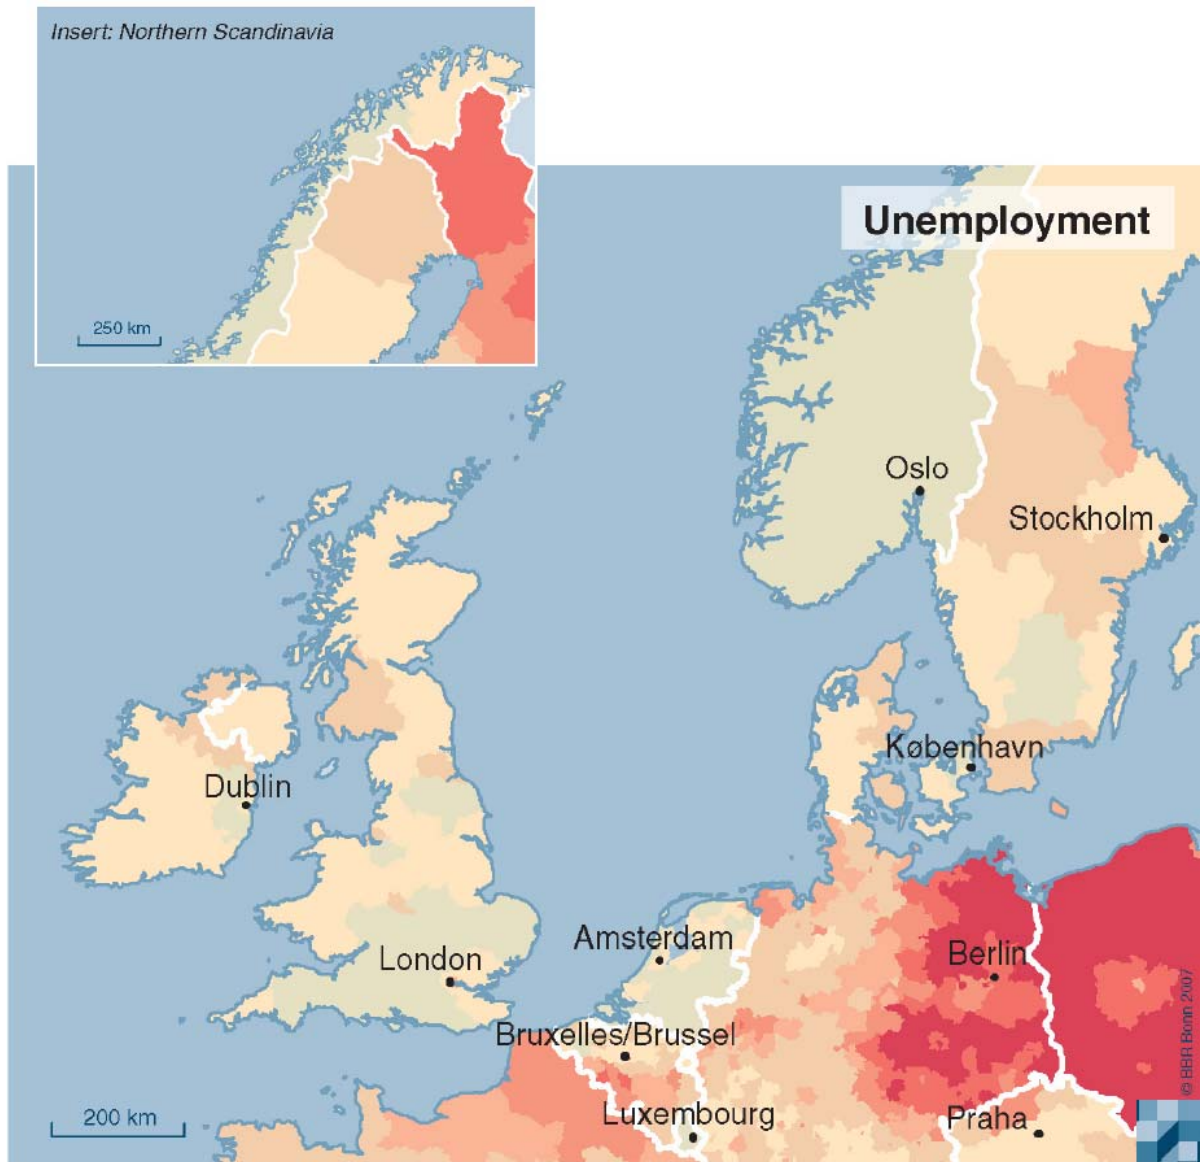 Insert: Northern Scandinavia
250 km
Unemployment
Oslo
Stockholm
København
Dublin
Amsterdam
London
Berlin
Bruxelles/Brussel
Luxembourg
Praha
200 km
© BBR Bonn 2007